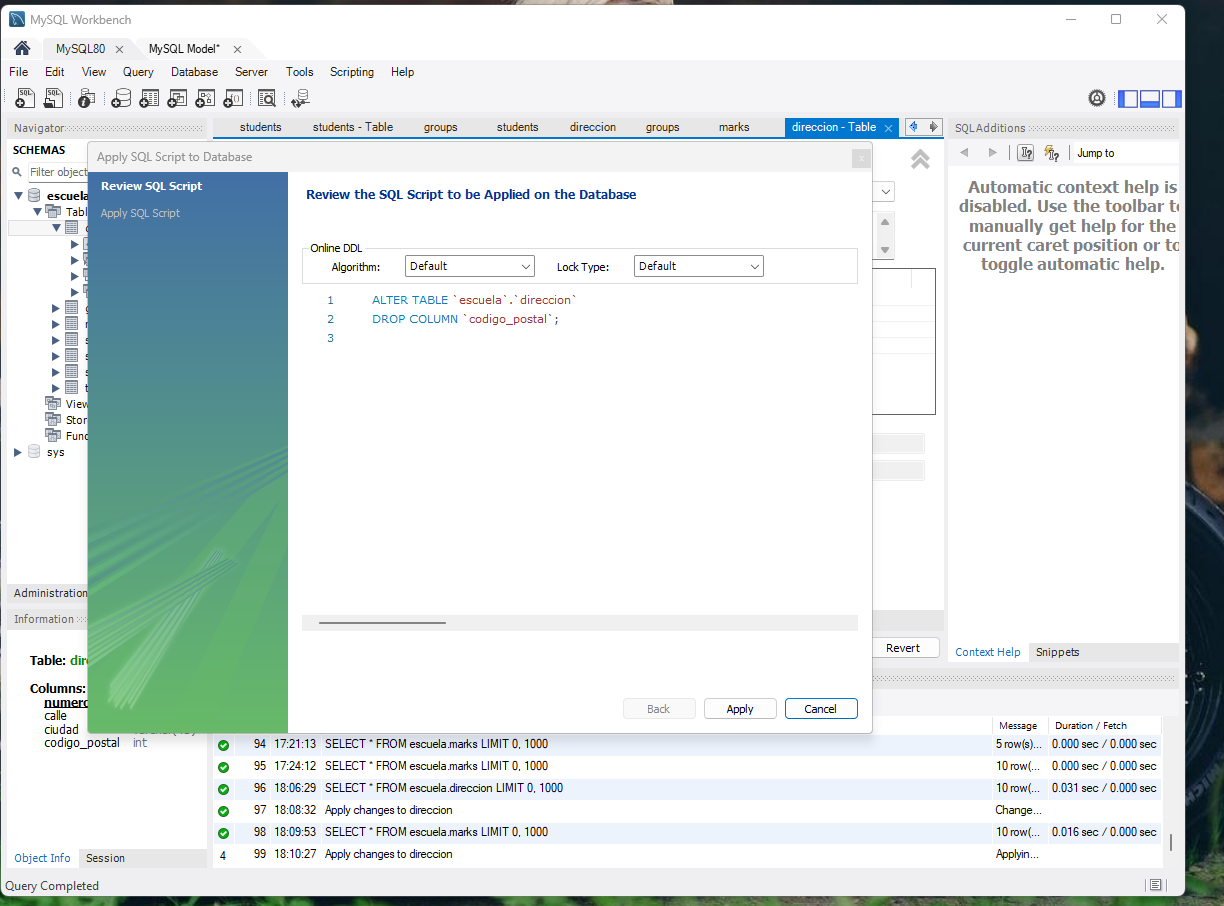 MySQL Workbench
MySQL80
MySQL Model*
File Edit View Query Database Server Tools Scripting Help
Navigator
students
students - Table
groups
students
direccion
groups
marks
direccion - Table
SQLAdditions
SCHEMAS
Filter object
Jump to
escuela
Tabl
View
Stor
Func
sys
Automatic context help is
disabled. Use the toolbar to
manually get help for the
current caret position or to
toggle automatic help.
Apply SQL Script to Database
Review SQL Script
Apply SQL Script
Review the SQL Script to be Applied on the Database
Online DDL
Algorithm: Default Lock Type: Default
1 ALTER TABLE `escuela`.`direccion`
2 DROP COLUMN `codigo_postal`;
3
Back Apply Cancel
Administration
Information
Revert
Context Help Snippets
Table: dire
Columns:
numero
calle
ciudad
codigo_postal int
Message Duration / Fetch
94 17:21:13 SELECT * FROM escuela.marks LIMIT 0, 1000 5 row(s)... 0.000 sec / 0.000 sec
95 17:24:12 SELECT * FROM escuela.marks LIMIT 0, 1000 10 row(... 0.000 sec / 0.000 sec
96 18:06:29 SELECT * FROM escuela.direccion LIMIT 0, 1000 10 row(... 0.031 sec / 0.000 sec
97 18:08:32 Apply changes to direccion Change...
98 18:09:53 SELECT * FROM escuela.marks LIMIT 0, 1000 10 row(... 0.016 sec / 0.000 sec
4 99 18:10:27 Apply changes to direccion Applyin...
Object Info Session
Query Completed